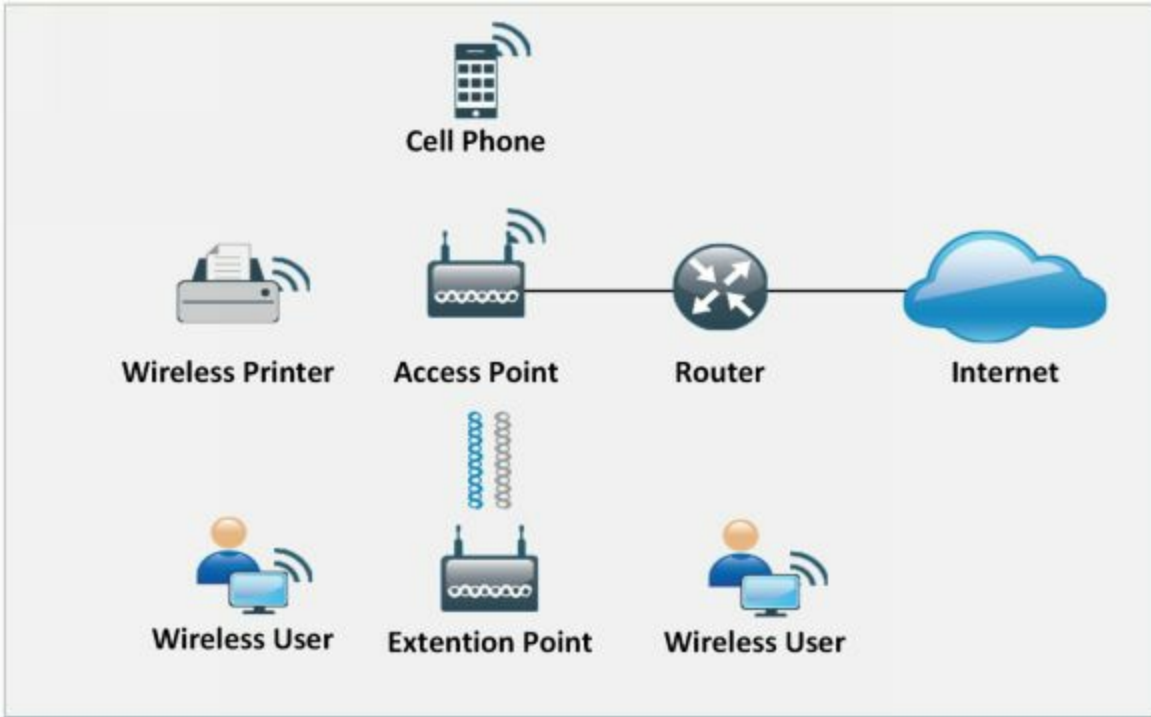 Cell Phone
Wireless Printer
Access Point
Router
Internet
Wireless User
Extention Point
Wireless User